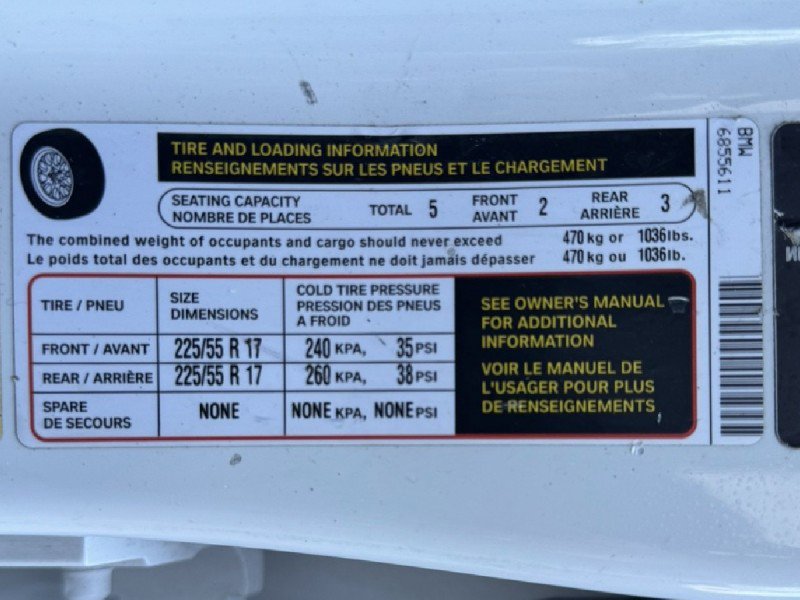 TIRE AND LOADING INFORMATION
RENSEIGNEMENTS SUR LES PNEUS ET LE CHARGEMENT
SEATING CAPACITY
NOMBRE DE PLACES
TOTAL 5
FRONT
AVANT
2
REAR
ARRIÈRE
3
The combined weight of occupants and cargo should never exceed 470 kg or 1036 lbs.
Le poids total des occupants et du chargement ne doit jamais dépasser 470 kg ou 1036 lb.
TIRE / PNEU
SIZE
DIMENSIONS
COLD TIRE PRESSURE
PRESSION DES PNEUS
A FROID
FRONT / AVANT 225/55 R 17 240 KPA, 35 PSI
REAR / ARRIÈRE 225/55 R 17 260 KPA, 38 PSI
SPARE
DE SECOURS
NONE NONE KPA, NONE PSI
SEE OWNER'S MANUAL
FOR ADDITIONAL
INFORMATION
VOIR LE MANUEL DE
L'USAGER POUR PLUS
DE RENSEIGNEMENTS
BMW
6855611